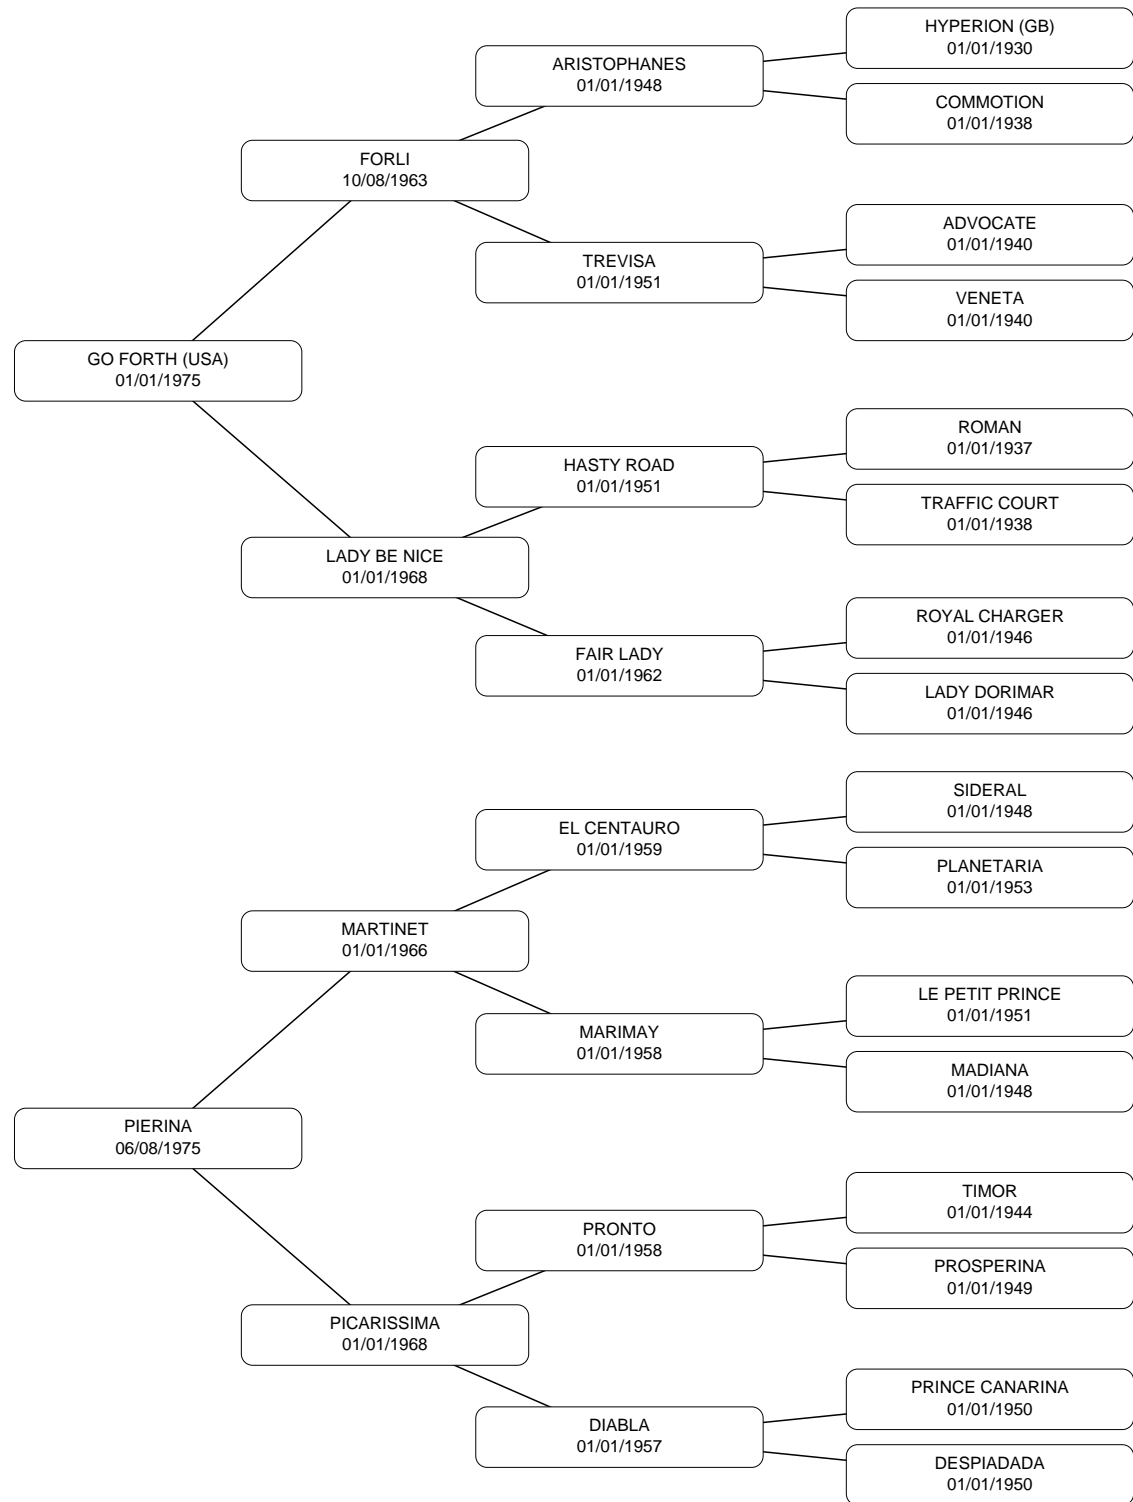 HYPERION (GB)
01/01/1930
ARISTOPHANES
01/01/1948
COMMOTION
01/01/1938
FORLI
10/08/1963
ADVOCATE
01/01/1940
TREVISA
01/01/1951
VENETA
01/01/1940
GO FORTH (USA)
01/01/1975
ROMAN
01/01/1937
HASTY ROAD
01/01/1951
TRAFFIC COURT
01/01/1938
LADY BE NICE
01/01/1968
ROYAL CHARGER
01/01/1946
FAIR LADY
01/01/1962
LADY DORIMAR
01/01/1946
SIDERAL
01/01/1948
EL CENTAURO
01/01/1959
PLANETARIA
01/01/1953
MARTINET
01/01/1966
LE PETIT PRINCE
01/01/1951
MARIMAY
01/01/1958
MADIANA
01/01/1948
PIERINA
06/08/1975
TIMOR
01/01/1944
PRONTO
01/01/1958
PROSPERINA
01/01/1949
PICARISSIMA
01/01/1968
PRINCE CANARINA
01/01/1950
DIABLA
01/01/1957
DESPIADADA
01/01/1950